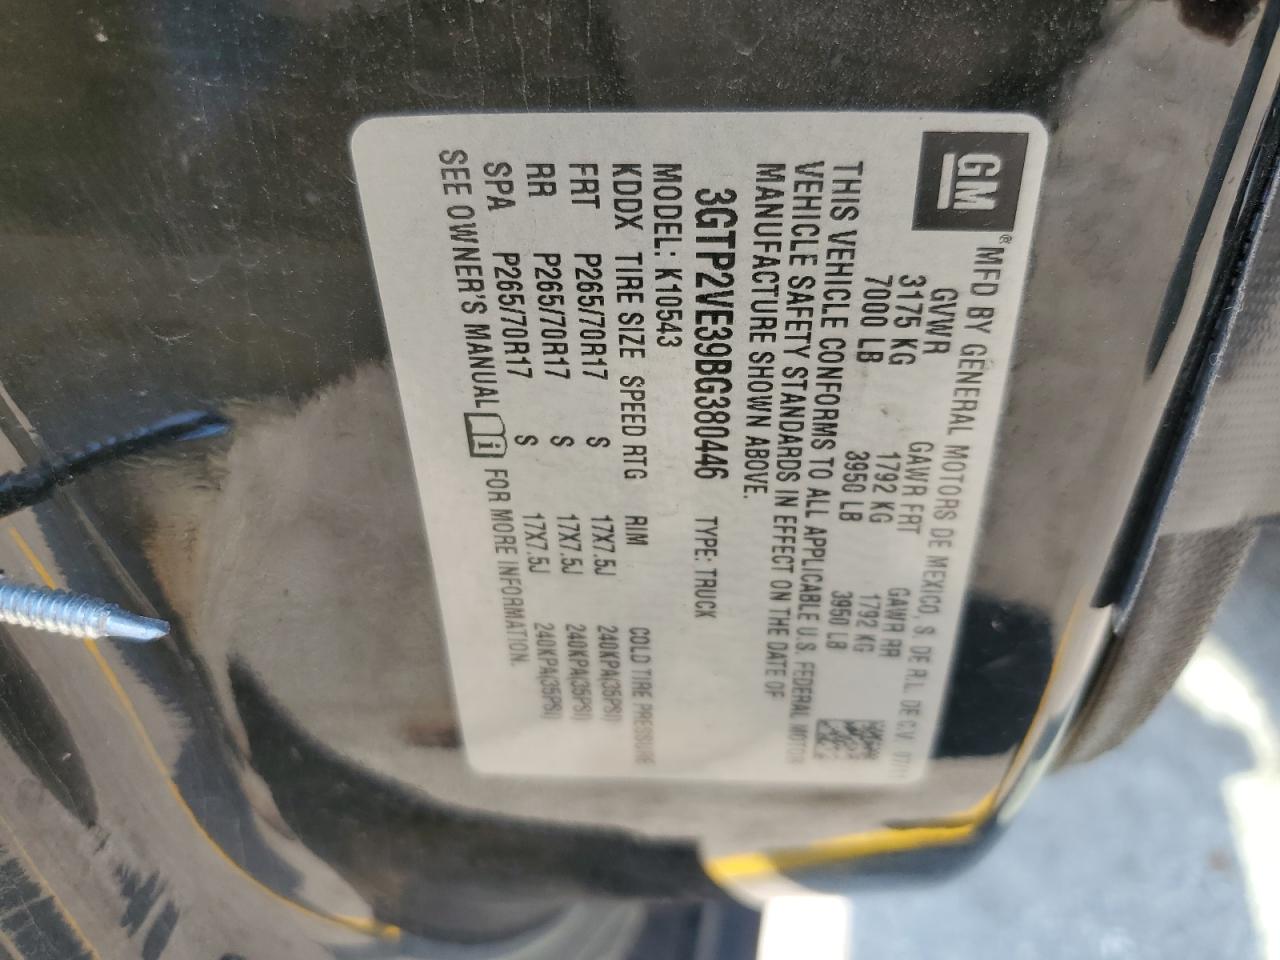 GM
® MFD BY GENERAL MOTORS DE MEXICO, S. DE R.L. DE C.V. 07/11
GVWR GAWR FRT GAWR RR
3175 KG 1792 KG 1792 KG
7000 LB 3950 LB 3950 LB
THIS VEHICLE CONFORMS TO ALL APPLICABLE U.S. FEDERAL MOTOR
VEHICLE SAFETY STANDARDS IN EFFECT ON THE DATE OF
MANUFACTURE SHOWN ABOVE.
3GTP2VE39BG380446 TYPE: TRUCK
MODEL: K10543
KDDX TIRE SIZE SPEED RTG RIM COLD TIRE PRESSURE
FRT P265/70R17 S 17X7.5J 240KPA(35PSI)
RR P265/70R17 S 17X7.5J 240KPA(35PSI)
SPA P265/70R17 S 17X7.5J 240KPA(35PSI)
SEE OWNER'S MANUAL i FOR MORE INFORMATION.